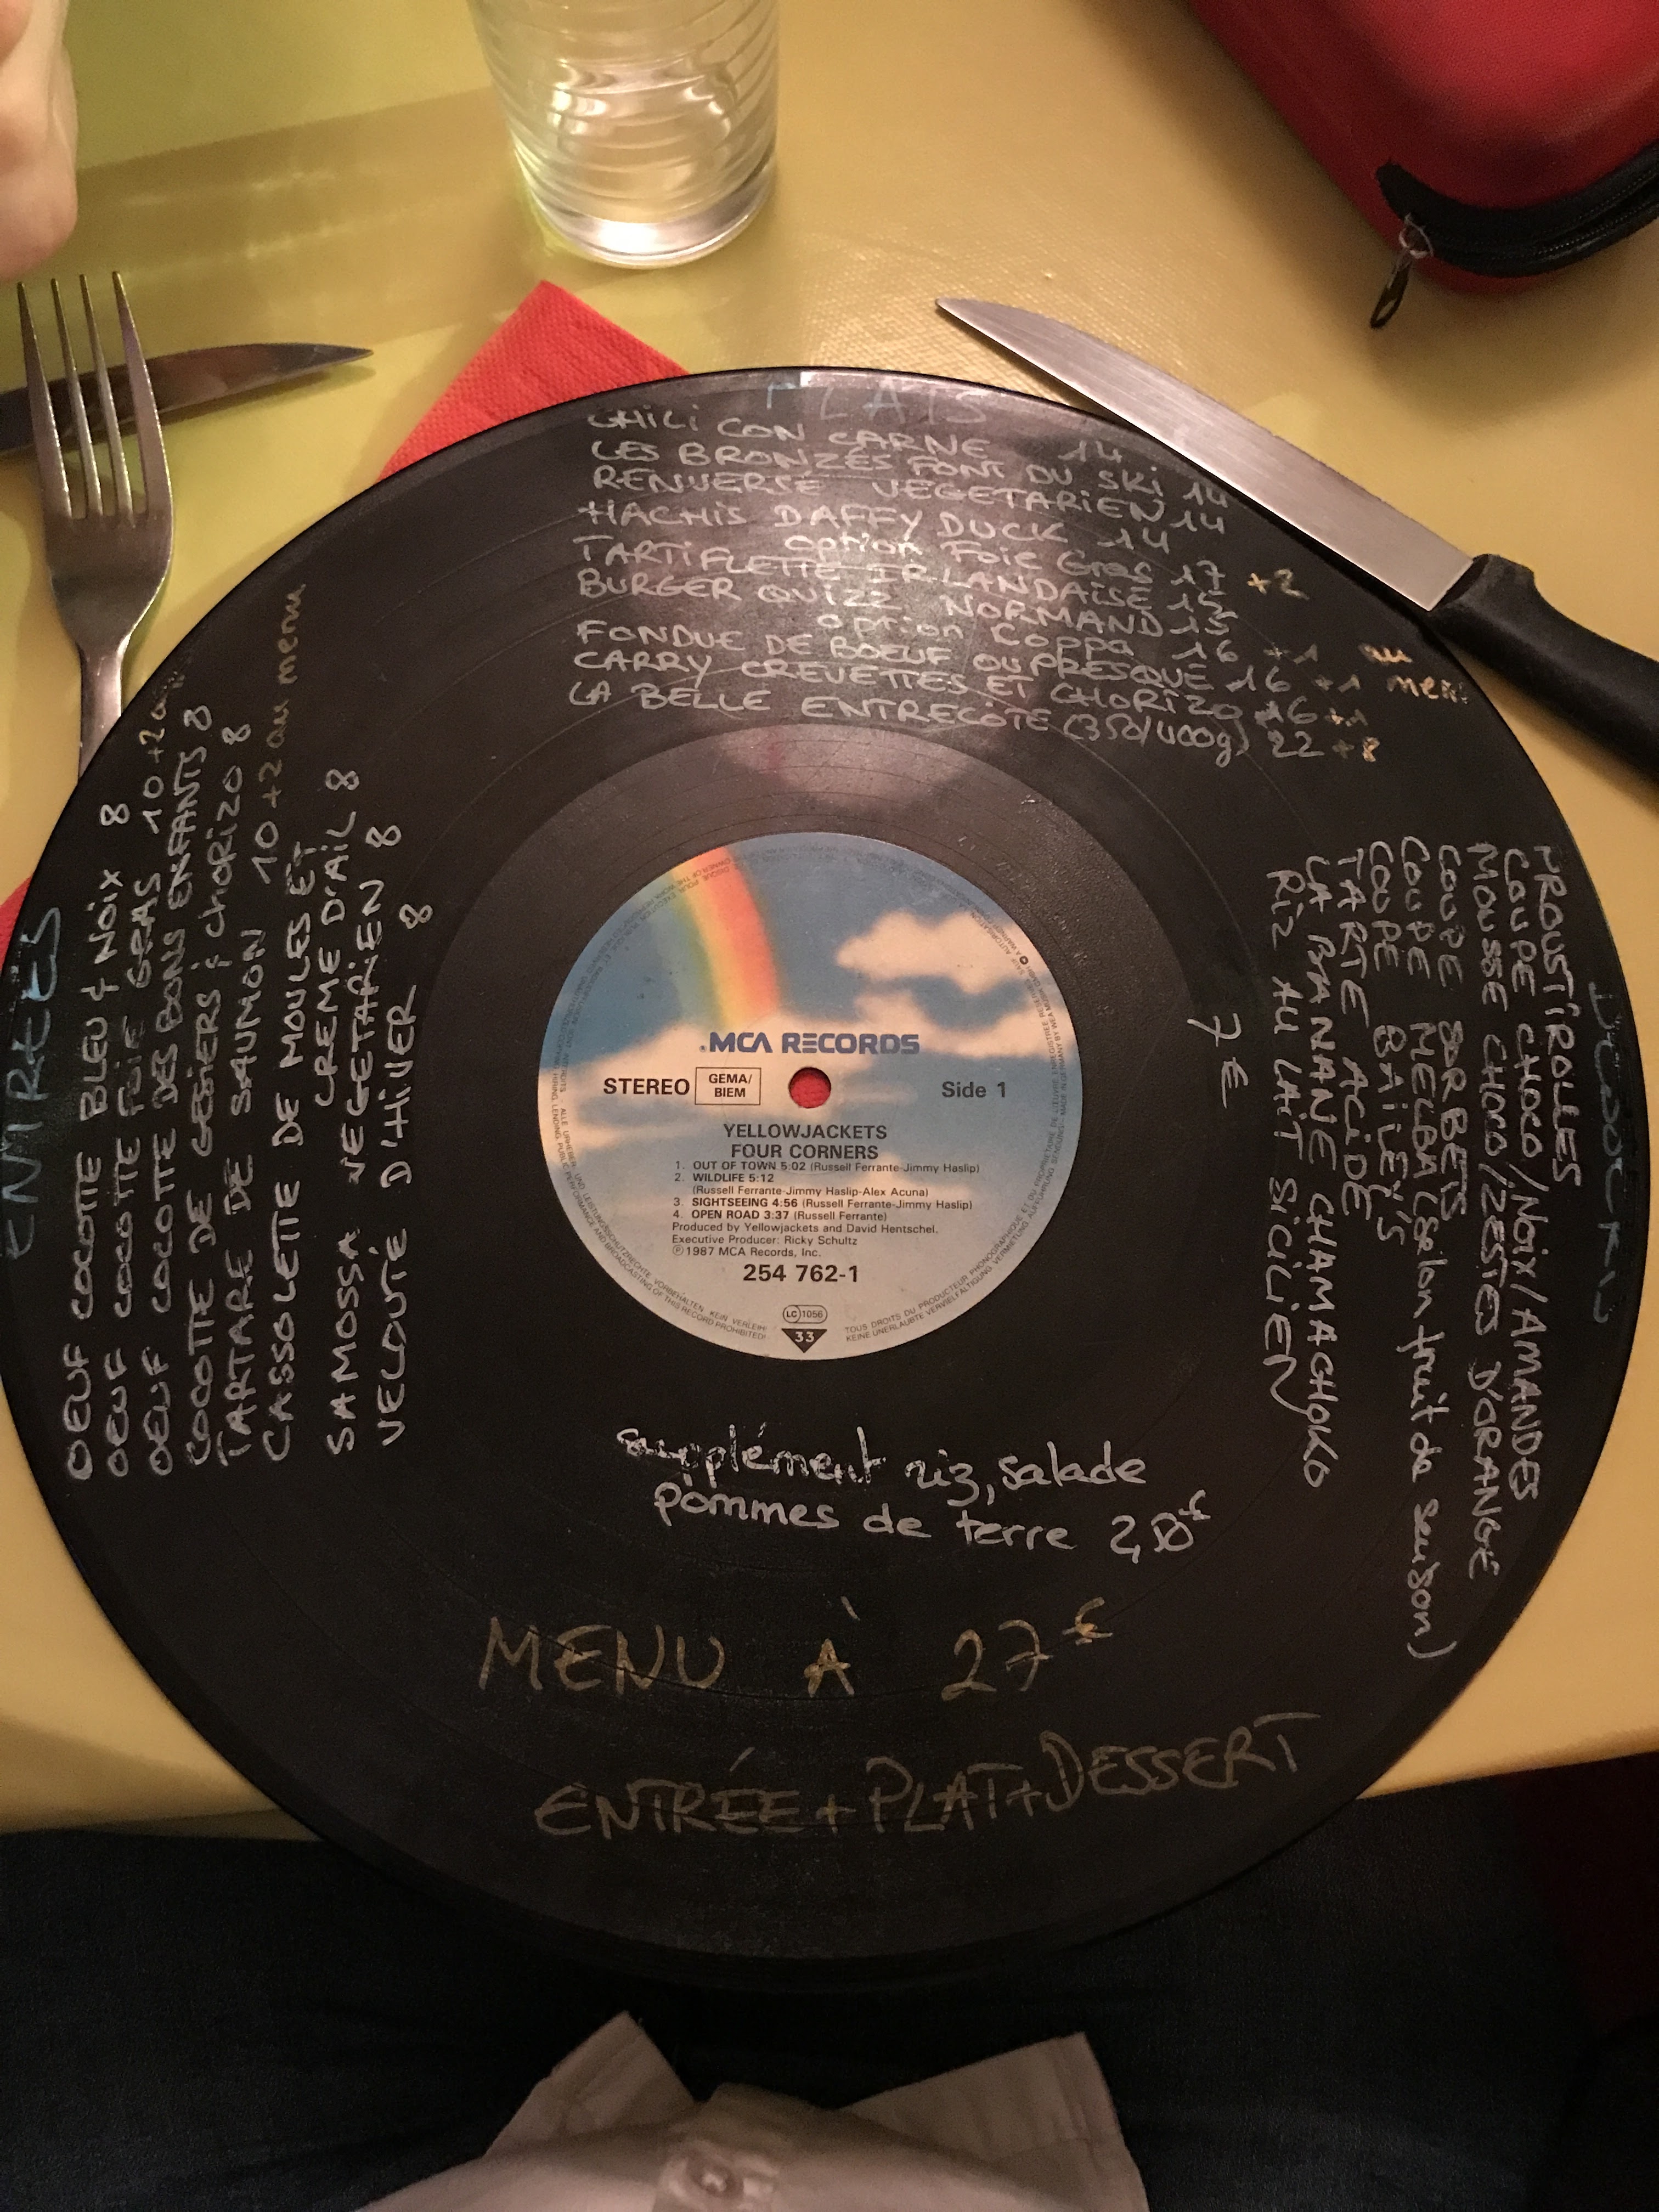 PLATS
CHILI CON CARNE 14
LES BRONZÉS FONT DU SKI 14
RENVERSÉ VEGETARIEN 14
HACHIS DAFFY DUCK 14
option Foie Gras 17 +2
TARTIFLETTE IRLANDAISE 15
BURGER QUIZZ NORMAND 15
option Coppa 16 +1 au menu
FONDUE DE BOEUF OU PRESQUE 16 +1
CARRY CREVETTES ET CHORIZO 16 +1
LA BELLE ENTRECOTE (350/400g) 22 +8
ENTREES
OEUF COCOTTE BLEU & NOIX 8
OEUF COCOTTE FOIE GRAS 10 +2 au
OEUF COCOTTE DES BONS ENFANTS 8
COCOTTE DE GESIERS & CHORIZO 8
TARTARE DE SAUMON 10 +2 au menu
CASSOLETTE DE MOULES ET
CREME D'AIL 8
SAMOSSA VEGETARIEN 8
VELOUTÉ D'HIVER 8
PROUSTIROLLES
COUPE CHOCO/NOIX/AMANDES
MOUSSE CHOCO/ZESTES D'ORANGE
COUPE SORBETS
COUPE MELBA (selon fruit de saison)
COUPE BAILEY'S
TARTE ACIDE
LA BANANE CHAMACHOKO
RIZ AU LAIT SICILIEN
7€
MCA RECORDS
STEREO
GEMA/
BIEM
Side 1
YELLOWJACKETS
FOUR CORNERS
1. OUT OF TOWN 5:02 (Russell Ferrante-Jimmy Haslip)
2. WILDLIFE 5:12
(Russell Ferrante-Jimmy Haslip-Alex Acuna)
3. SIGHTSEEING 4:56 (Russell Ferrante-Jimmy Haslip)
4. OPEN ROAD 3:37 (Russell Ferrante)
Produced by Yellowjackets and David Hentschel.
Executive Producer: Ricky Schultz
Ⓟ1987 MCA Records, Inc.
254 762-1
LC 1056
33
supplément riz, salade
pommes de terre 2,50€
MENU À 27€
ENTRÉE + PLAT + DESSERT